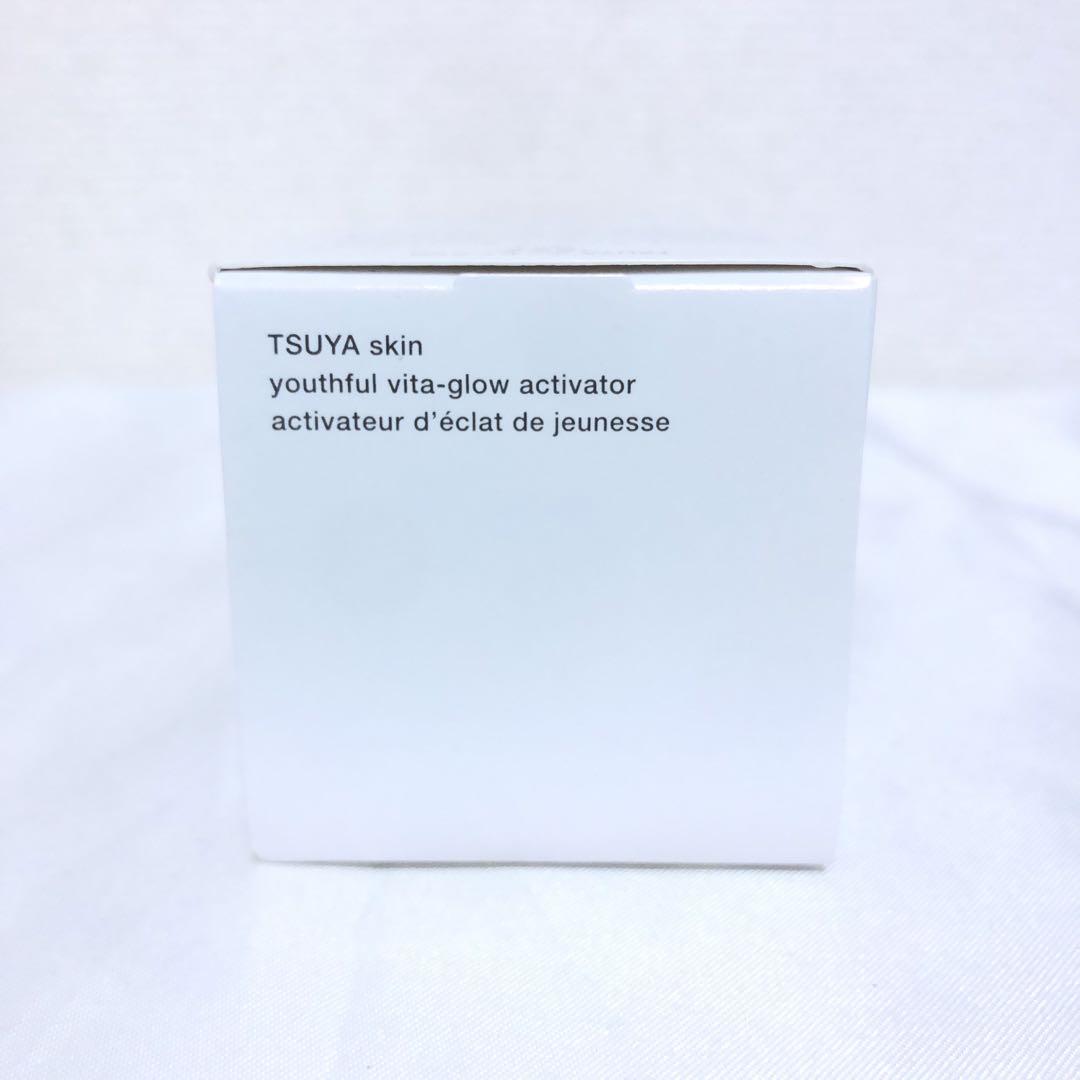 TSUYA skin
youthful vita-glow activator
activateur d’éclat de jeunesse